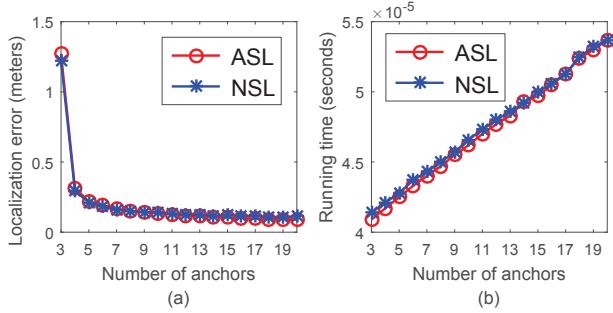 1.5
1
0.5
0
Localization error (meters)
ASL
NSL
3 5 7 9 11 13 15 17 19
Number of anchors
(a)
×10⁻⁵
5.5
5
4.5
4
Running time (seconds)
ASL
NSL
3 5 7 9 11 13 15 17 19
Number of anchors
(b)